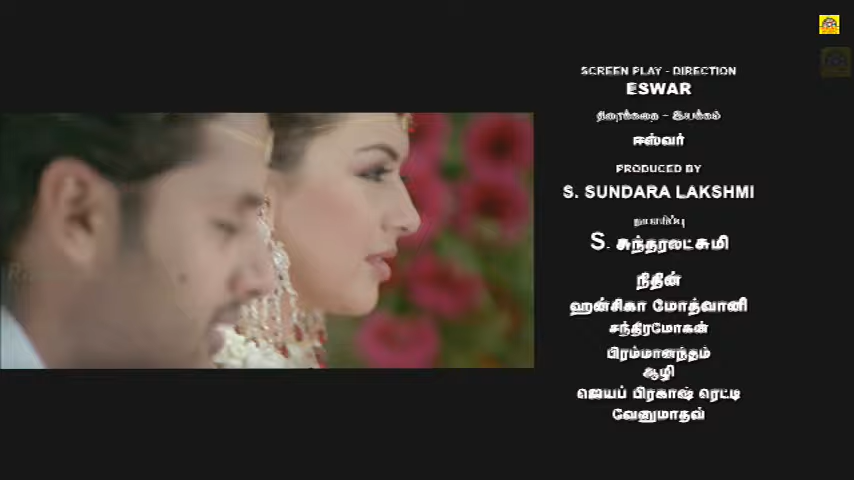 SCREEN PLAY - DIRECTION
ESWAR
திரைக்கதை - இயக்கம்
ஈஸ்வர்
PRODUCED BY
S. SUNDARA LAKSHMI
தயாரிப்பு
S. சுந்தரலட்சுமி
நீதின்
ஹன்சிகா மோத்வானி
சந்திரமோகன்
பிரம்மானந்தம்
ஆழி
ஜெயப் பிரகாஷ் ரெட்டி
வேனுமாதவ்